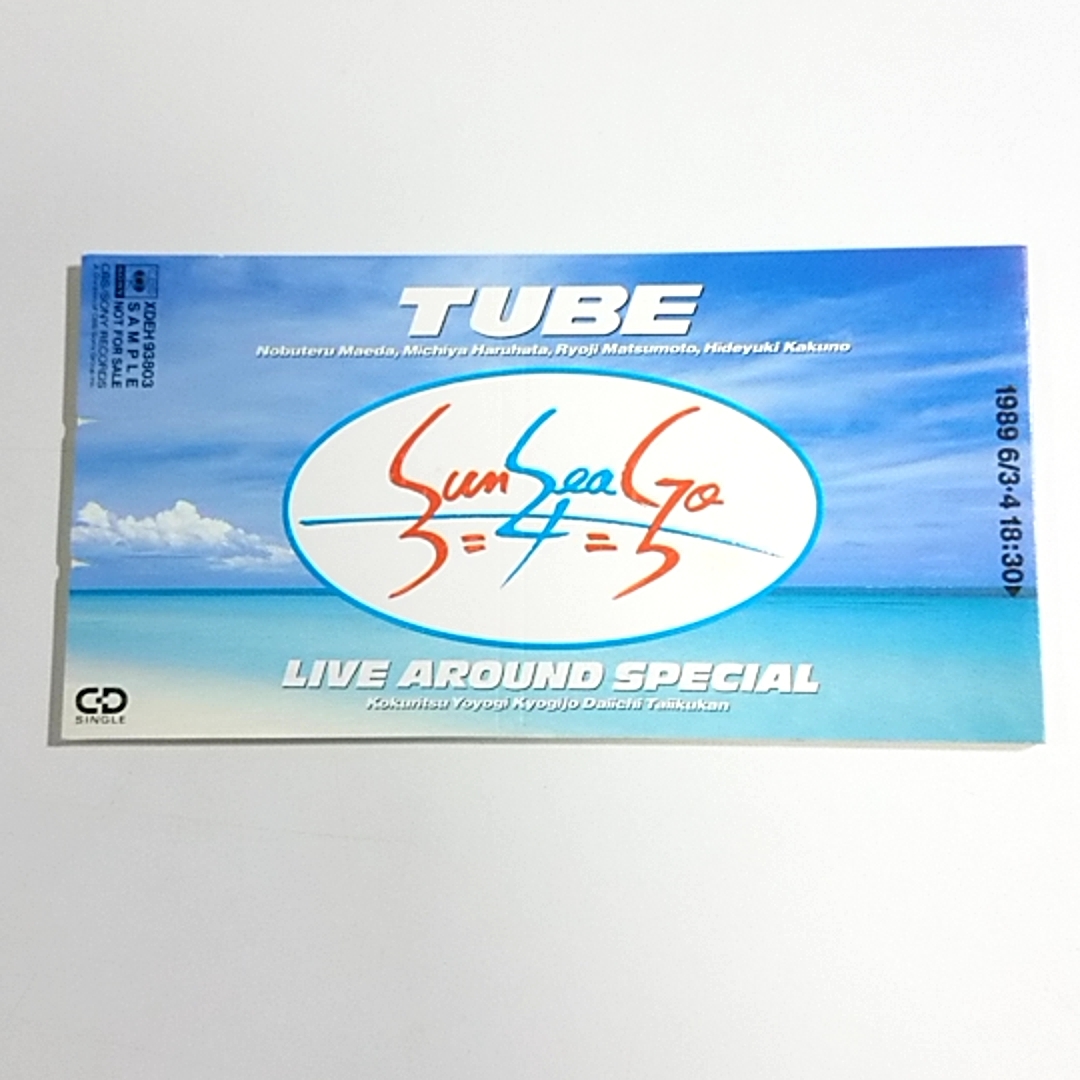 TUBE
Nobuteru Maeda, Michiya Haruhata, Ryoji Matsumoto, Hideyuki Kakuno
Sun Sea Go
3=4=5
LIVE AROUND SPECIAL
Kokuritsu Yoyogi Kyogijo Daiichi Taiikukan
XDEH 93803
SAMPLE
NOT FOR SALE
CBS/SONY RECORDS
CD
SINGLE
1989 6/3·4 18:30▶